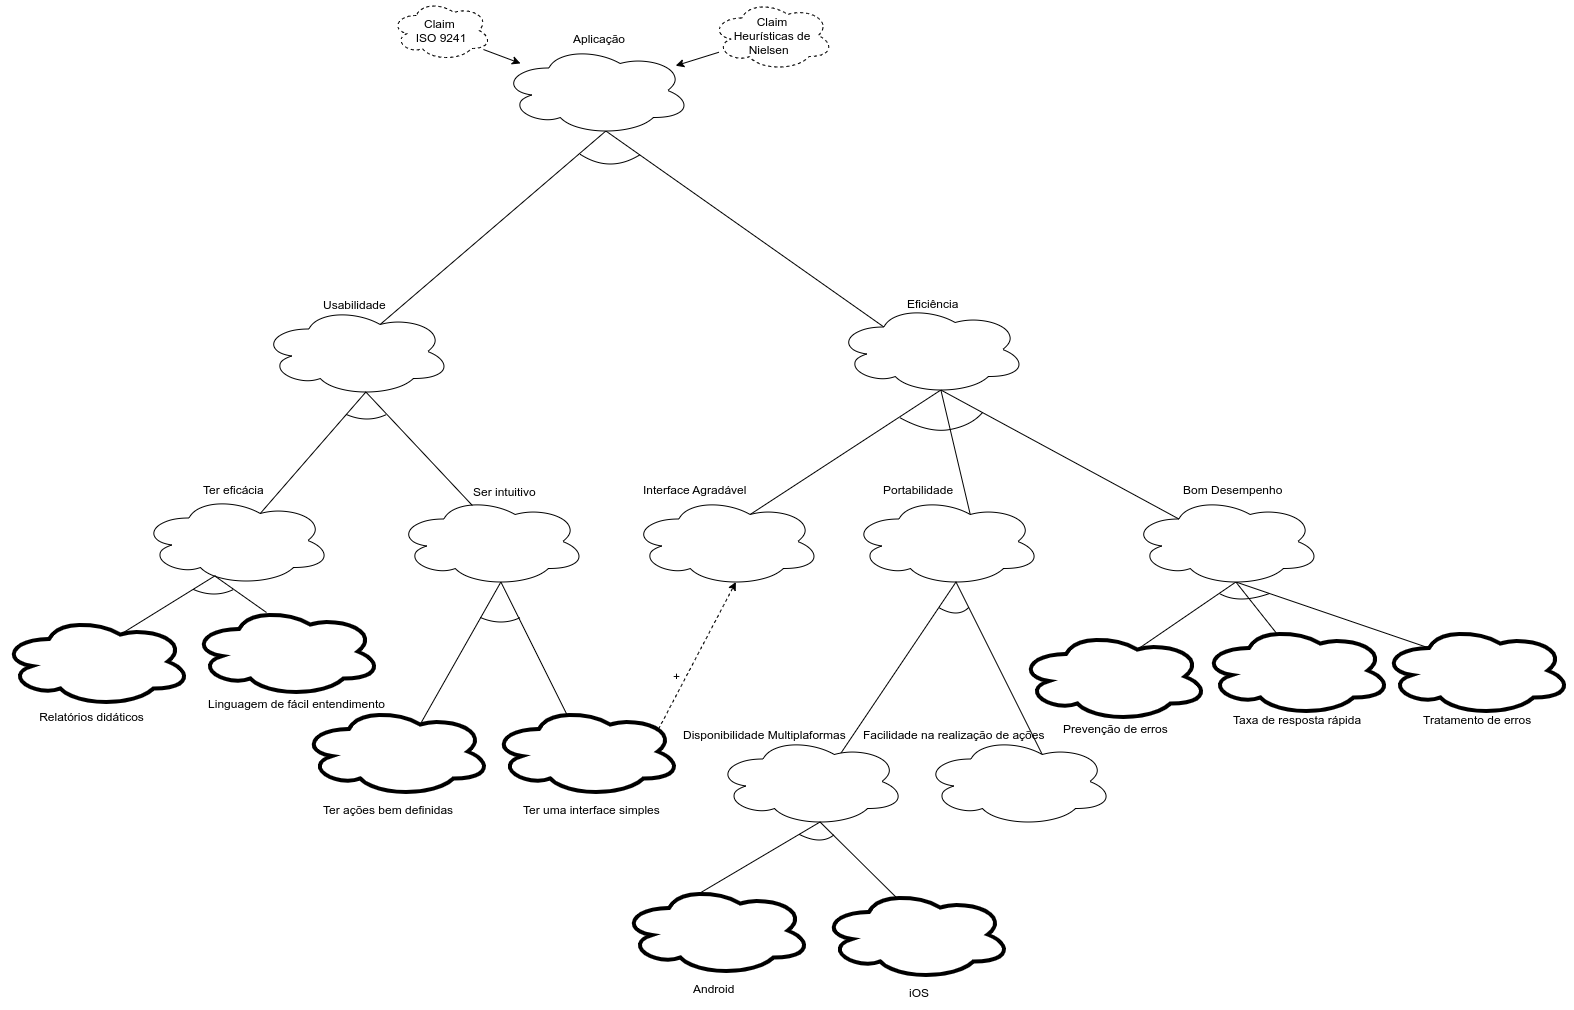 Claim
ISO 9241
Claim
Heurísticas de
Nielsen
Aplicação
Usabilidade
Eficiência
Ter eficácia
Ser intuitivo
Interface Agradável
Portabilidade
Bom Desempenho
+
Relatórios didáticos
Linguagem de fácil entendimento
Disponibilidade Multiplaformas
Facilidade na realização de ações
Prevenção de erros
Taxa de resposta rápida
Tratamento de erros
Ter ações bem definidas
Ter uma interface simples
Android
iOS